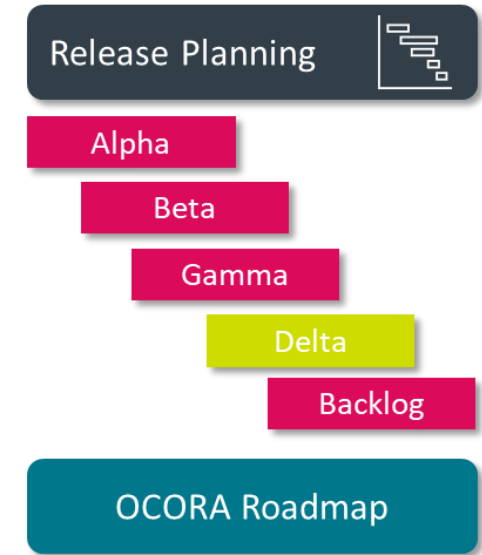 Release Planning
Alpha
Beta
Gamma
Delta
Backlog
OCORA Roadmap